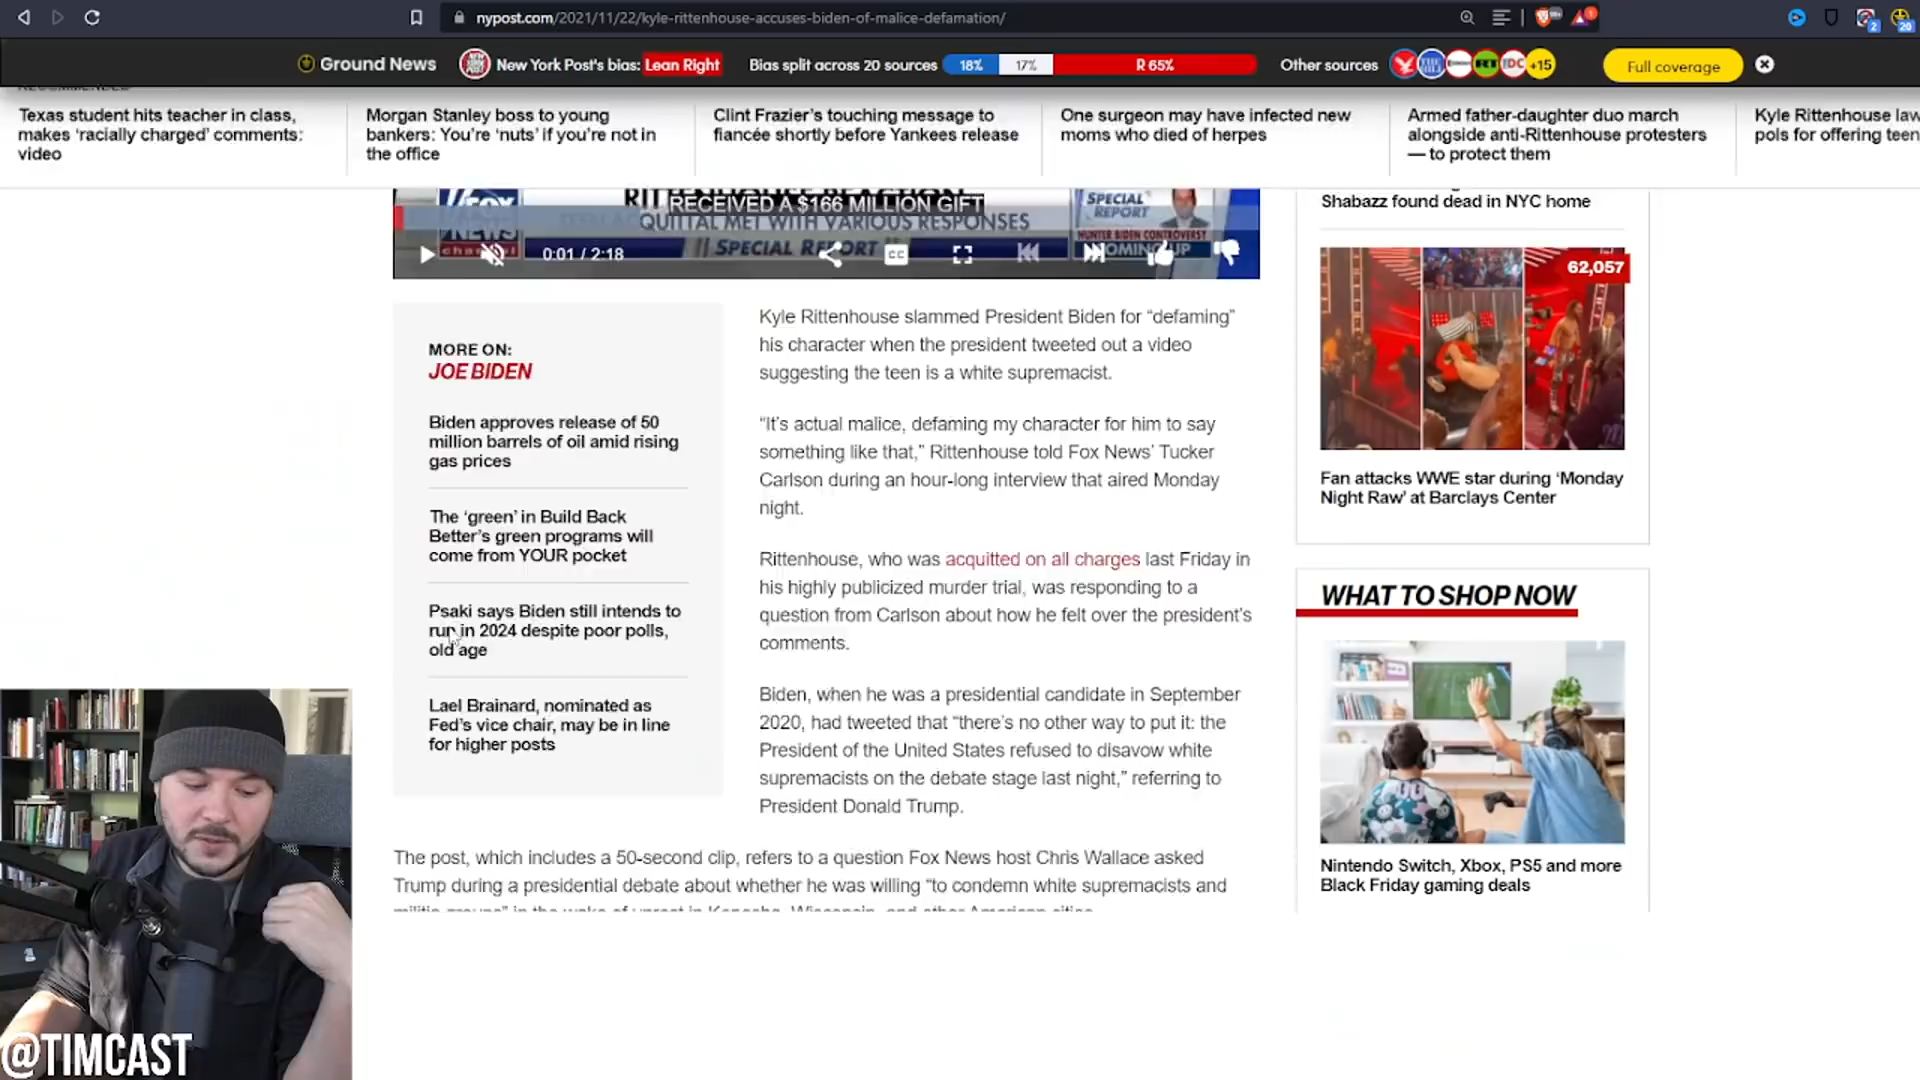 nypost.com/2021/11/22/kyle-rittenhouse-accuses-biden-of-malice-defamation/
2
20
Ground News
New York Post's bias: Lean Right
Bias split across 20 sources
18%
17%
R 65%
Other sources
+15
Full coverage
Texas student hits teacher in class,
makes ‘racially charged’ comments:
video
Morgan Stanley boss to young
bankers: You’re ‘nuts’ if you’re not in
the office
Clint Frazier’s touching message to
fiancée shortly before Yankees release
One surgeon may have infected new
moms who died of herpes
Armed father-daughter duo march
alongside anti-Rittenhouse protesters
— to protect them
Kyle Rittenhouse law
pols for offering teen
RECEIVED A $166 MILLION GIFT
QUITTAL MET WITH VARIOUS RESPONSES
SPECIAL REPORT
SPECIAL
REPORT
HUNTER BIDEN CONTROVERSY
FOX
NEWS
channel
0:01 / 2:18
CC
MORE ON:
JOE BIDEN
Biden approves release of 50
million barrels of oil amid rising
gas prices
The ‘green’ in Build Back
Better’s green programs will
come from YOUR pocket
Psaki says Biden still intends to
run in 2024 despite poor polls,
old age
Lael Brainard, nominated as
Fed’s vice chair, may be in line
for higher posts
Kyle Rittenhouse slammed President Biden for “defaming”
his character when the president tweeted out a video
suggesting the teen is a white supremacist.
“It’s actual malice, defaming my character for him to say
something like that,” Rittenhouse told Fox News’ Tucker
Carlson during an hour-long interview that aired Monday
night.
Rittenhouse, who was acquitted on all charges last Friday in
his highly publicized murder trial, was responding to a
question from Carlson about how he felt over the president’s
comments.
Biden, when he was a presidential candidate in September
2020, had tweeted that “there’s no other way to put it: the
President of the United States refused to disavow white
supremacists on the debate stage last night,” referring to
President Donald Trump.
The post, which includes a 50-second clip, refers to a question Fox News host Chris Wallace asked
Trump during a presidential debate about whether he was willing “to condemn white supremacists and
Shabazz found dead in NYC home
62,057
Fan attacks WWE star during ‘Monday
Night Raw’ at Barclays Center
WHAT TO SHOP NOW
Nintendo Switch, Xbox, PS5 and more
Black Friday gaming deals
@TIMCAST